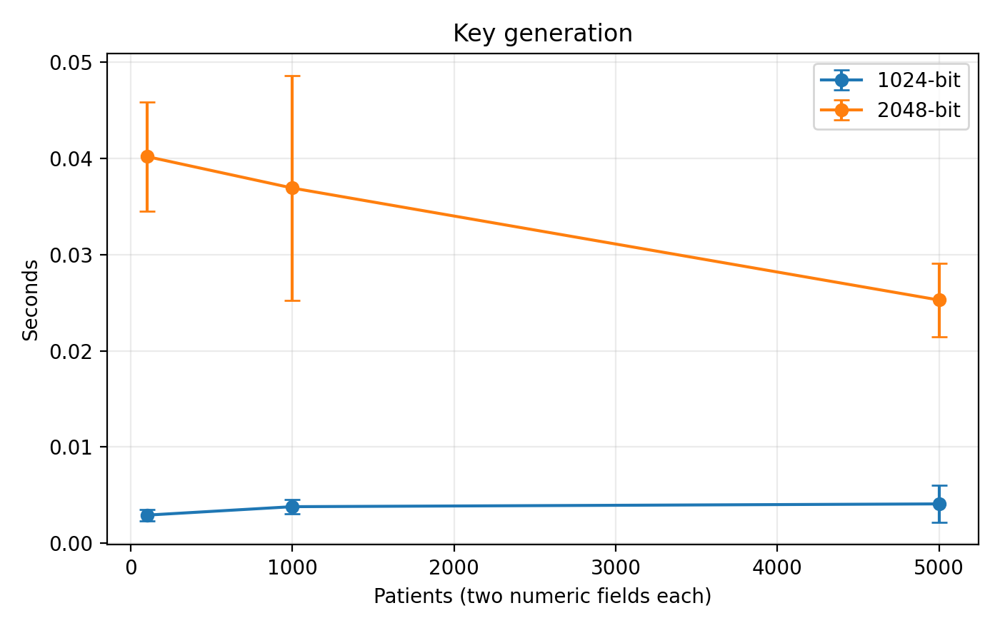 Key generation
1024-bit
2048-bit
0.05
0.04
0.03
0.02
0.01
0.00
Seconds
0 1000 2000 3000 4000 5000
Patients (two numeric fields each)